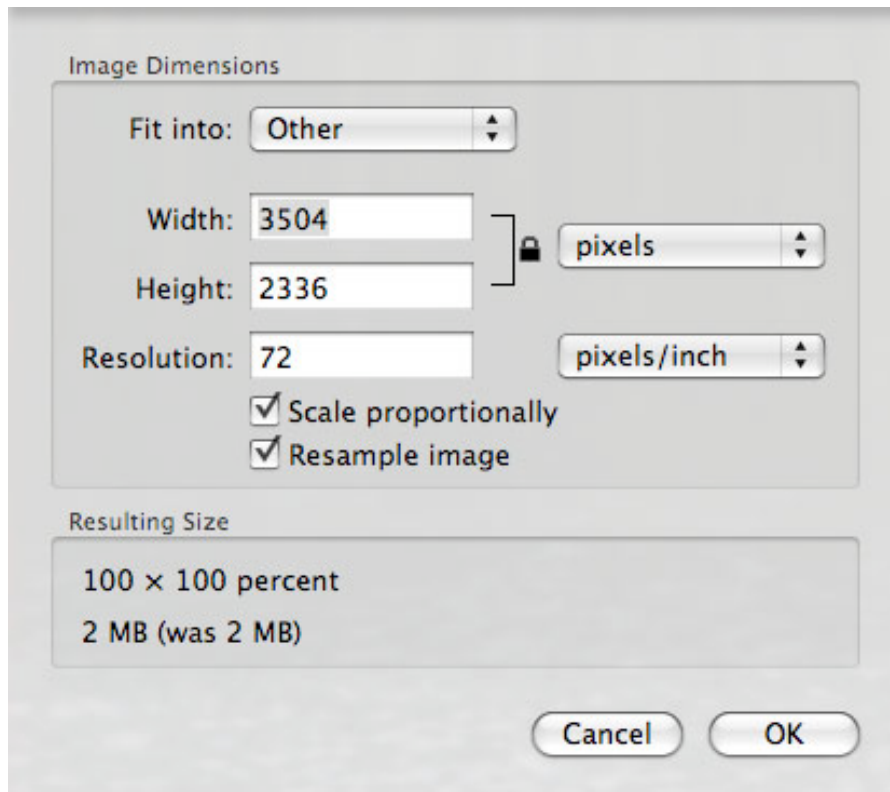 Image Dimensions
Fit into: Other
Width: 3504
pixels
Height: 2336
Resolution: 72 pixels/inch
Scale proportionally
Resample image
Resulting Size
100 × 100 percent
2 MB (was 2 MB)
Cancel OK